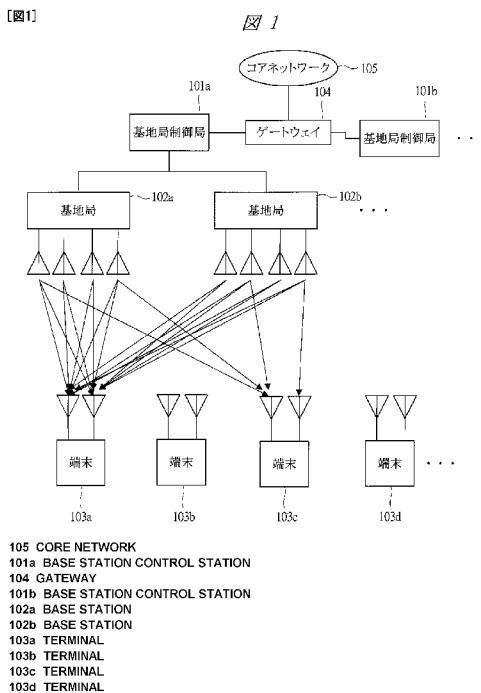 [図1]
図 1
コアネットワーク
105
101a
104
101b
基地局制御局
ゲートウェイ
基地局制御局
・・
102a
102b
基地局
基地局
・・・
端末
端末
端末
端末
・・・
103a
103b
103c
103d
105 CORE NETWORK
101a BASE STATION CONTROL STATION
104 GATEWAY
101b BASE STATION CONTROL STATION
102a BASE STATION
102b BASE STATION
103a TERMINAL
103b TERMINAL
103c TERMINAL
103d TERMINAL